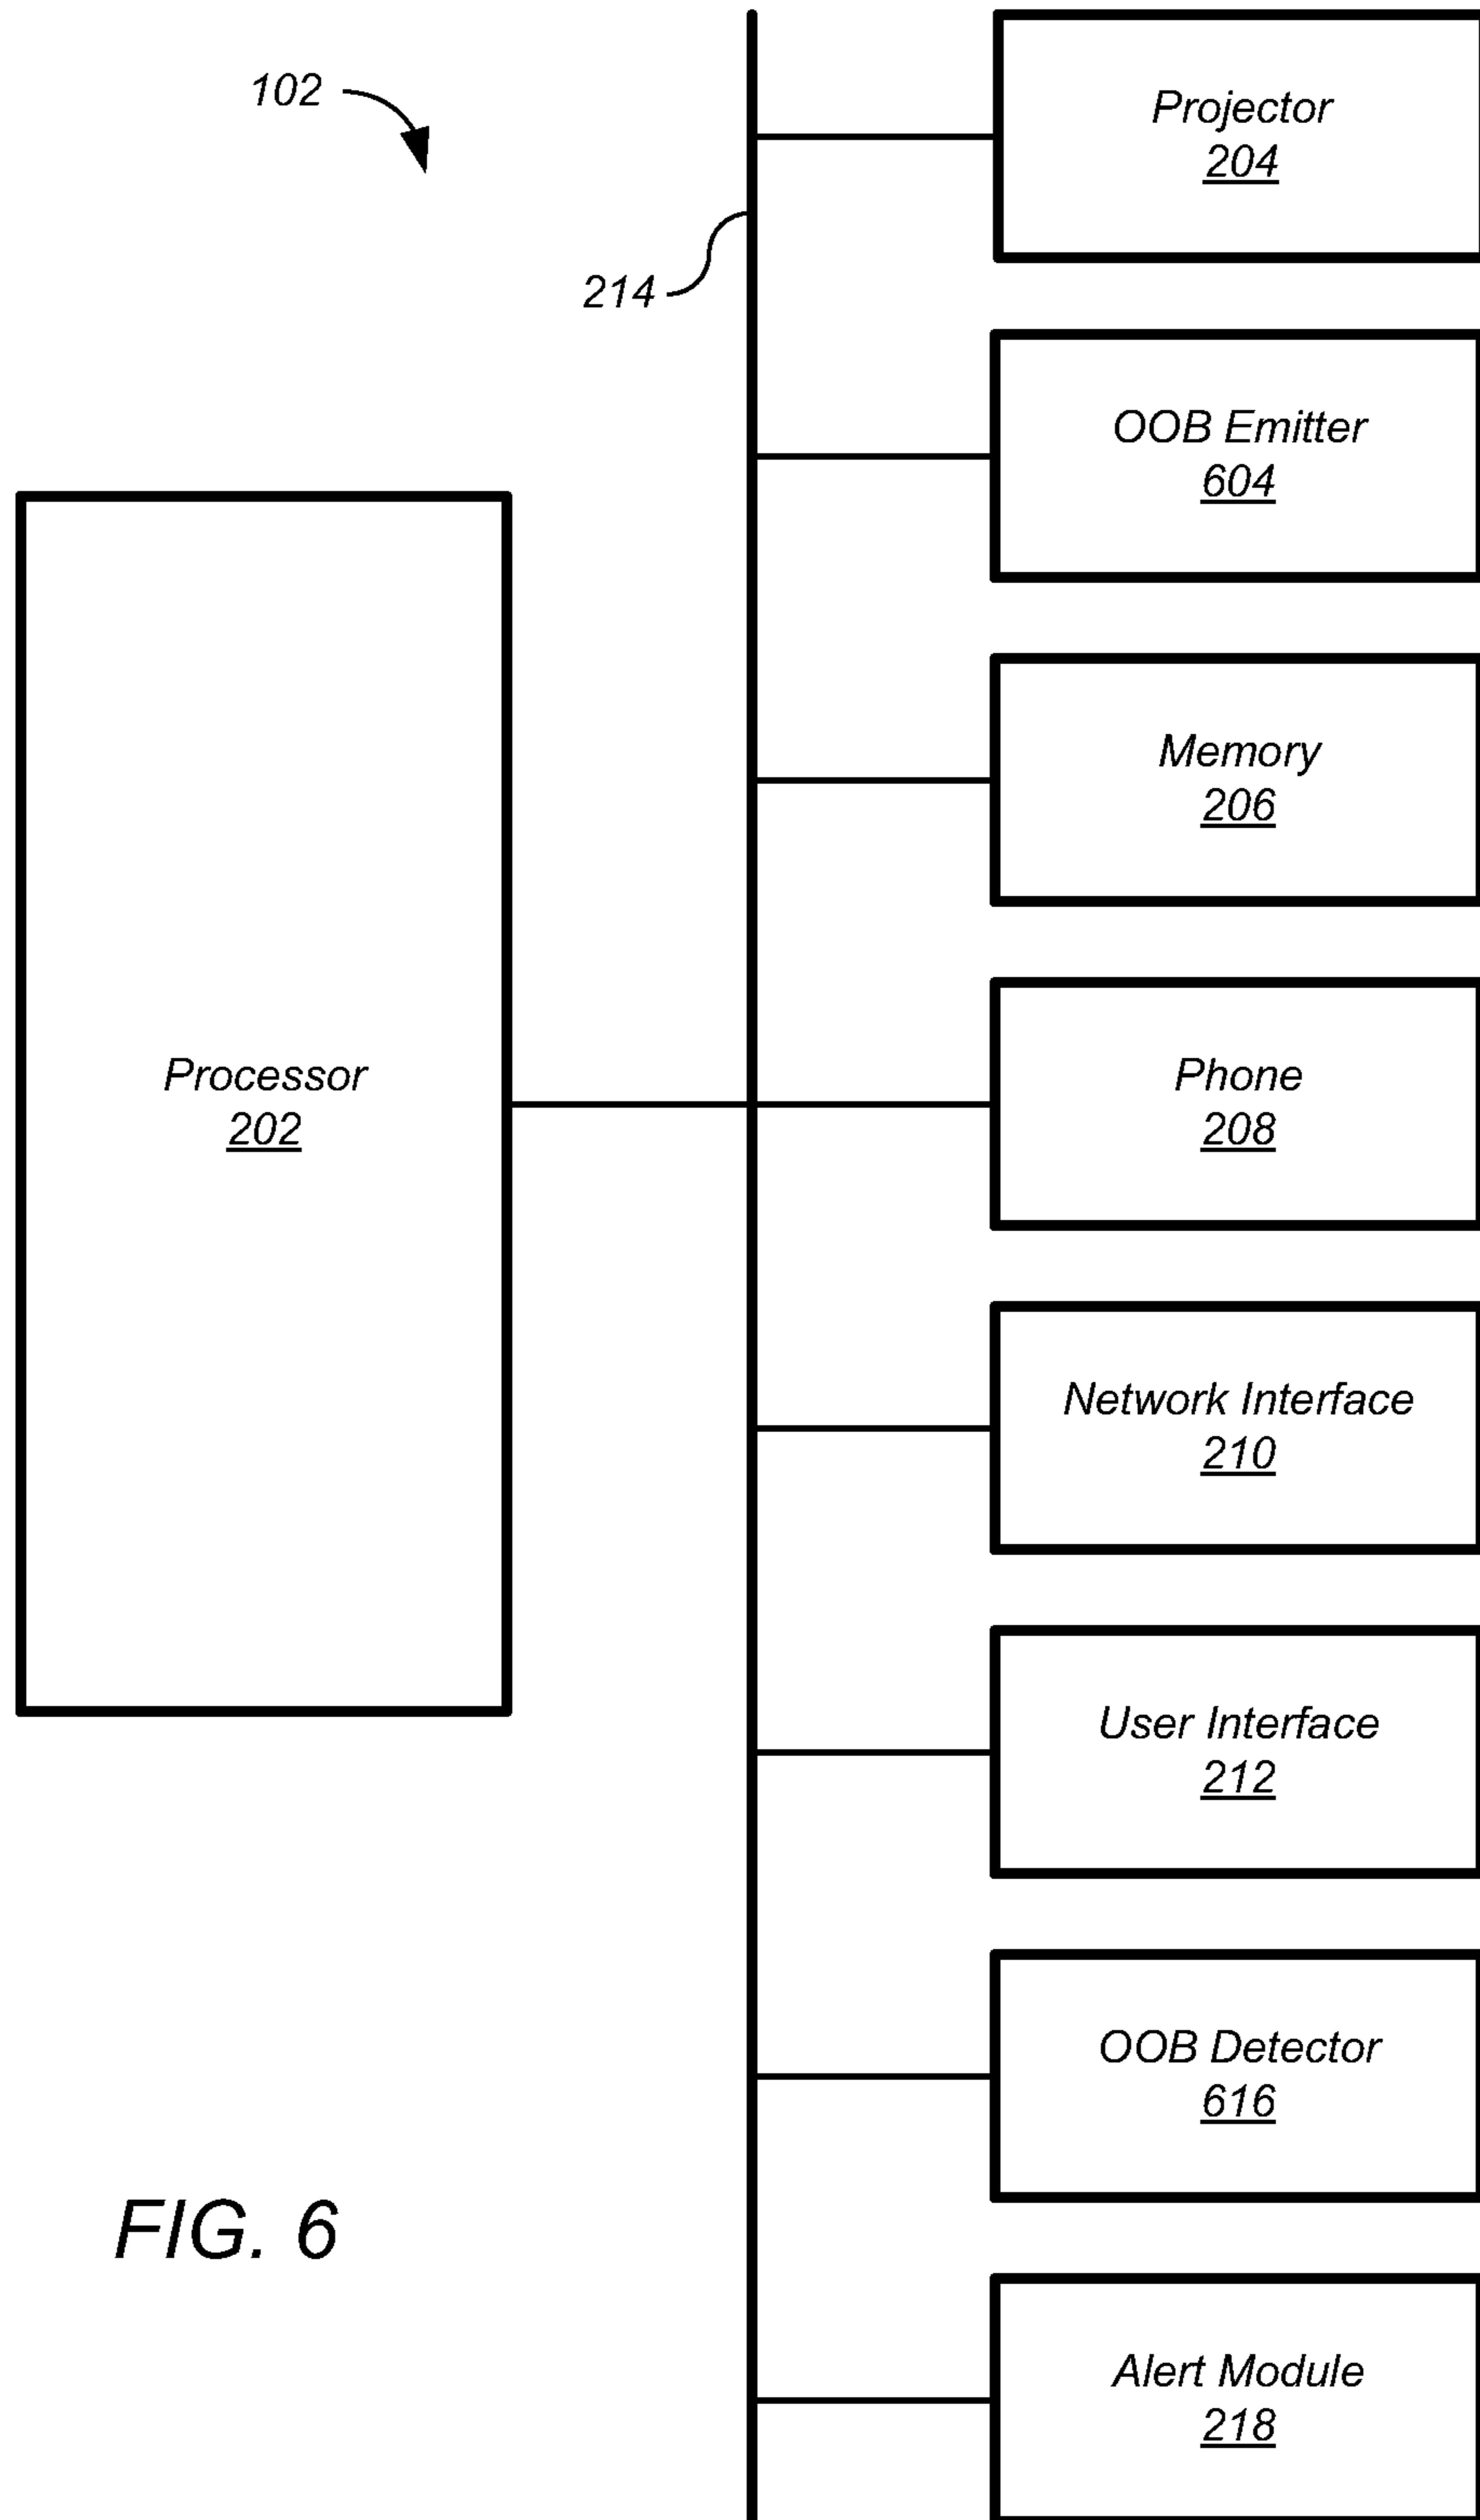 102
Projector
204
214
OOB Emitter
604
Memory
206
Processor
202
Phone
208
Network Interface
210
User Interface
212
OOB Detector
616
FIG. 6
Alert Module
218